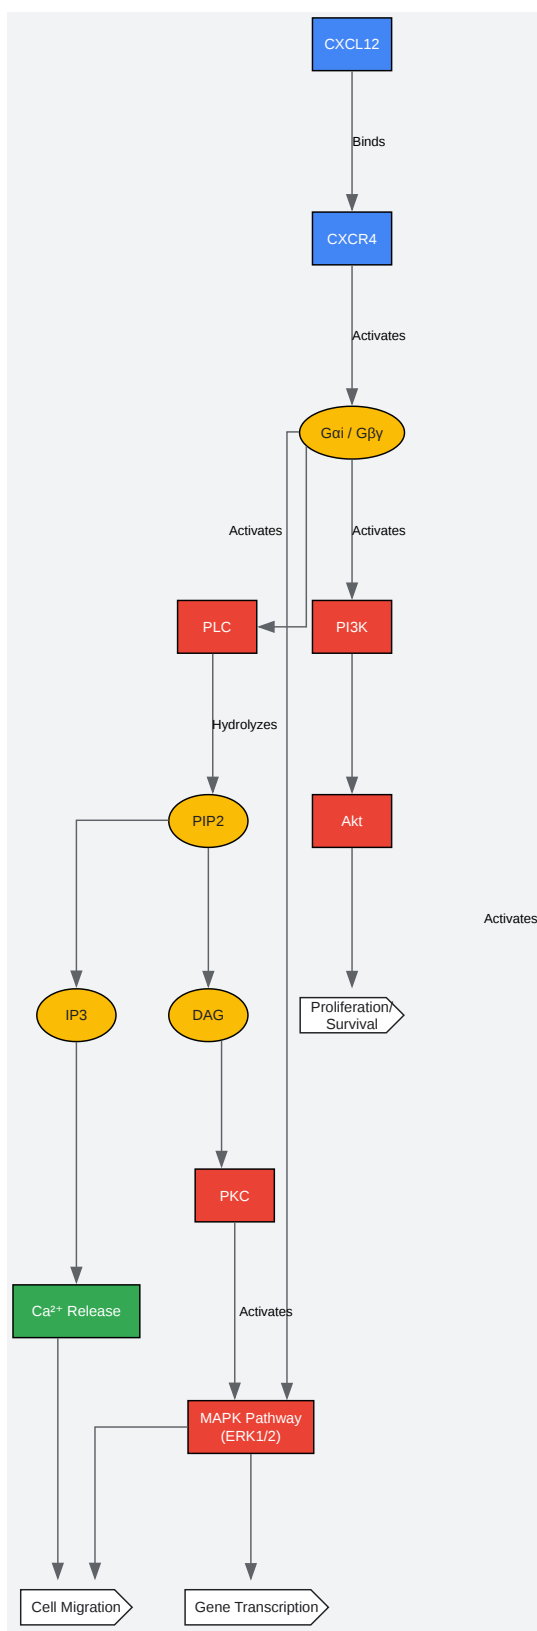 CXCL12
Binds
CXCR4
Activates
Gαi / Gβγ
Activates
Activates
PLC
PI3K
Hydrolyzes
PIP2
Akt
Activates
IP3
DAG
Proliferation/
Survival
PKC
Ca²⁺ Release
Activates
MAPK Pathway
(ERK1/2)
Cell Migration
Gene Transcription